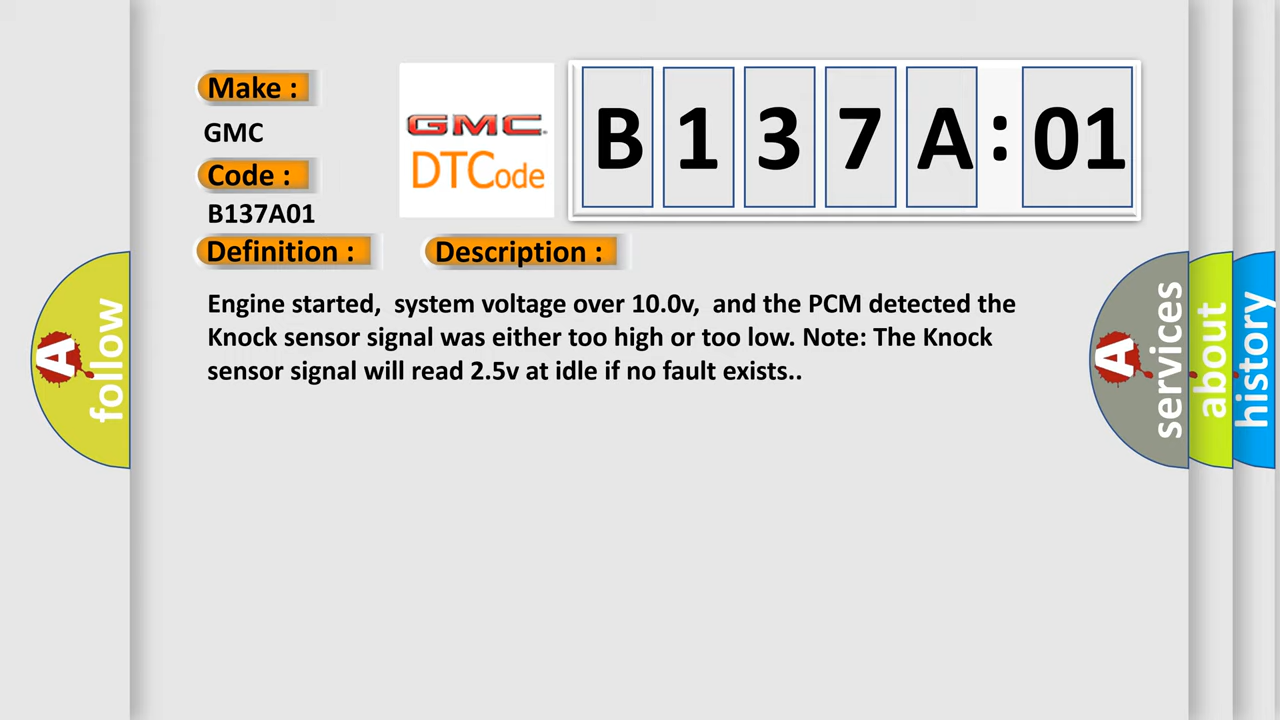 Make :
GMC
Code :
B137A01
Definition :
Description :
GMC
DTCode
B 1 3 7 A : 01
Engine started,  system voltage over 10.0v,  and the PCM detected the
Knock sensor signal was either too high or too low. Note: The Knock
sensor signal will read 2.5v at idle if no fault exists..
A
follow
A
services
about
history